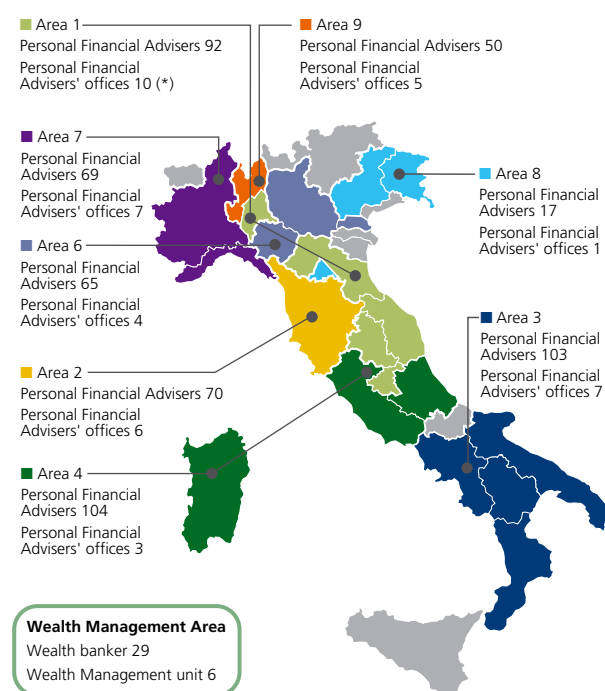 Area 1
Personal Financial Advisers 92
Personal Financial
Advisers' offices 10 (*)
Area 9
Personal Financial Advisers 50
Personal Financial
Advisers' offices 5
Area 7
Personal Financial
Advisers 69
Personal Financial
Advisers' offices 7
Area 8
Personal Financial
Advisers 17
Personal Financial
Advisers' offices 1
Area 6
Personal Financial
Advisers 65
Personal Financial
Advisers' offices 4
Area 3
Personal Financial
Advisers 103
Personal Financial
Advisers' offices 7
Area 2
Personal Financial Advisers 70
Personal Financial
Advisers' offices 6
Area 4
Personal Financial
Advisers 104
Personal Financial
Advisers' offices 3
Wealth Management Area
Wealth banker 29
Wealth Management unit 6